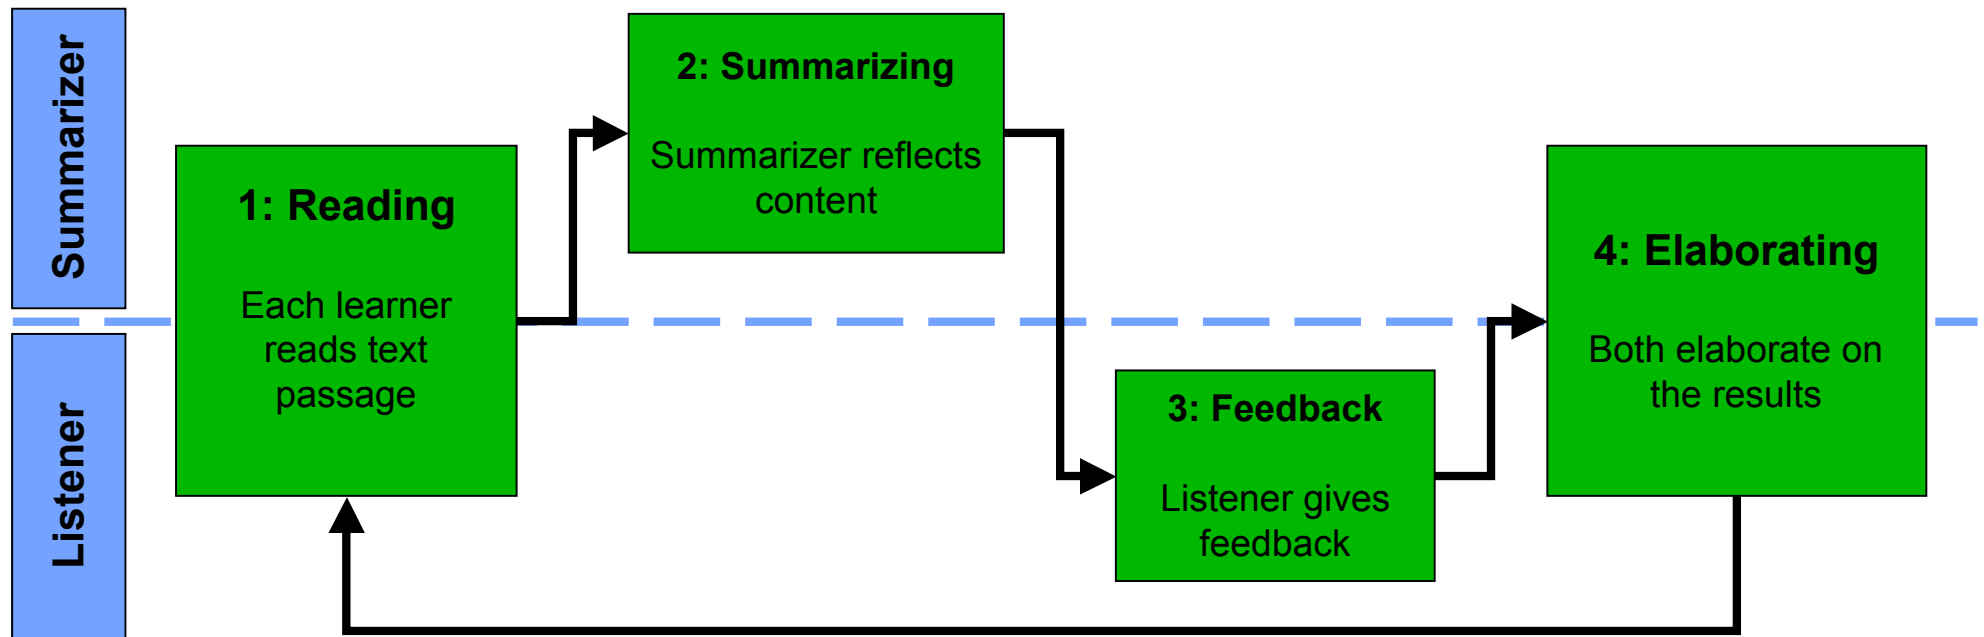 Summarizer
Listener
1: Reading
Each learner
reads text
passage
2: Summarizing
Summarizer reflects
content
3: Feedback
Listener gives
feedback
4: Elaborating
Both elaborate on
the results